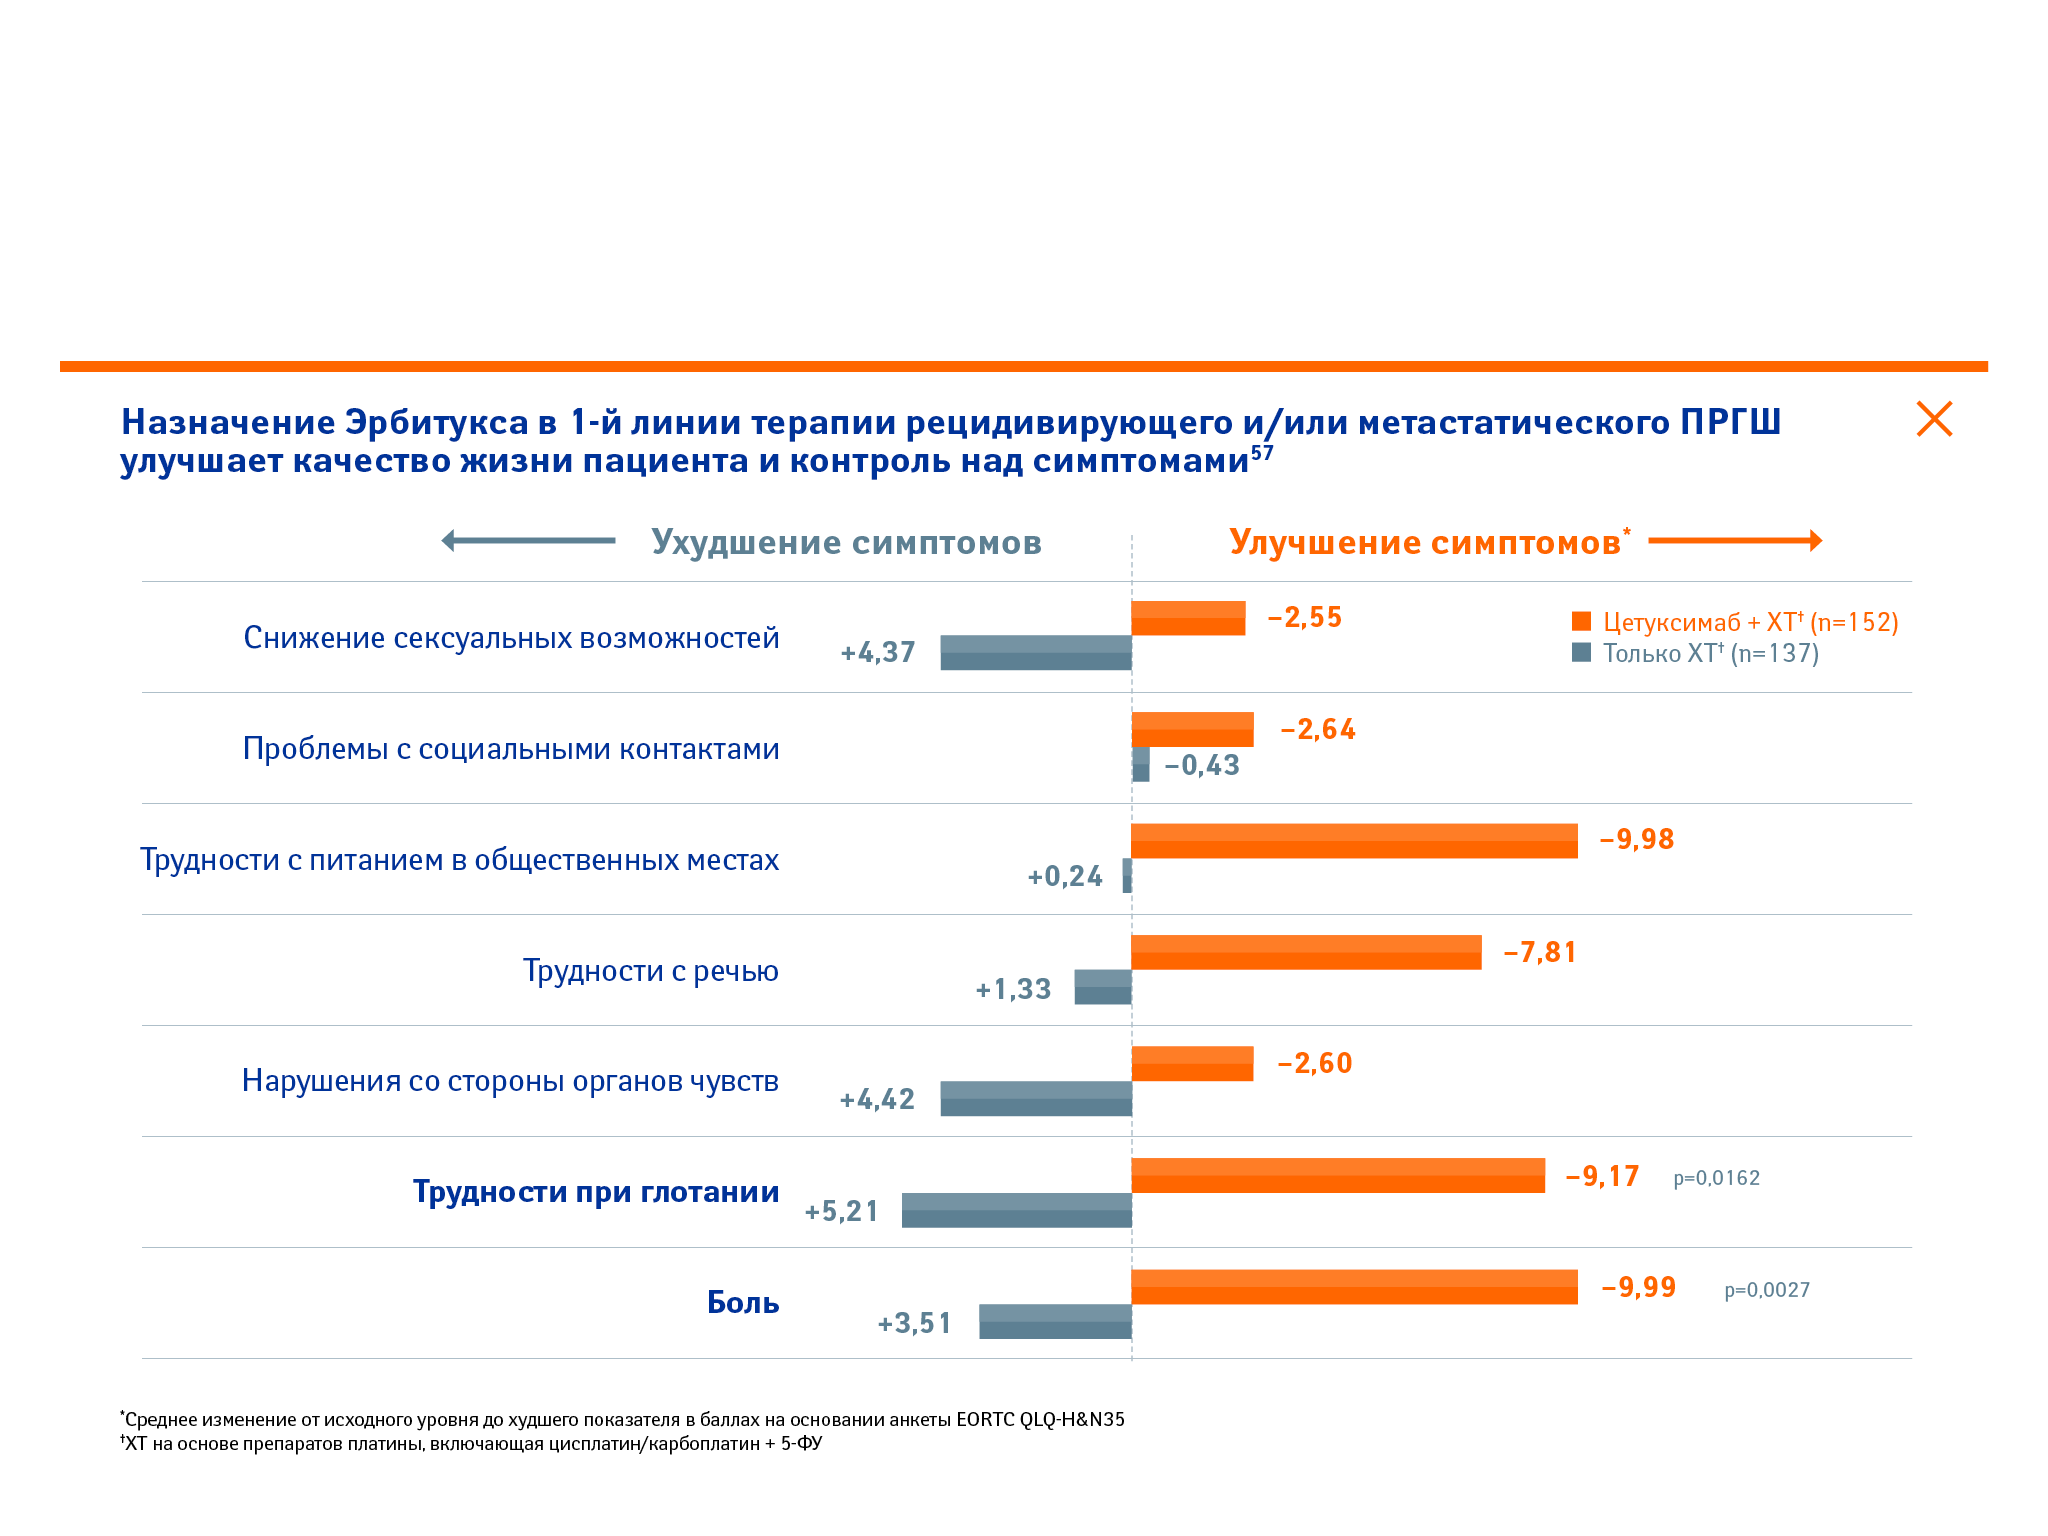 Назначение Эрбитукса в 1-й линии терапии рецидивирующего и/или метастатического ПРГШ
улучшает качество жизни пациента и контроль над симптомами⁵⁷
Ухудшение симптомов
Улучшение симптомов*
Снижение сексуальных возможностей
+4,37
−2,55
Цетуксимаб + ХТ† (n=152)
Только ХТ† (n=137)
Проблемы с социальными контактами
−2,64
−0,43
Трудности с питанием в общественных местах
+0,24
−9,98
Трудности с речью
+1,33
−7,81
Нарушения со стороны органов чувств
+4,42
−2,60
Трудности при глотании
+5,21
−9,17
p=0,0162
Боль
+3,51
−9,99
p=0,0027
*Среднее изменение от исходного уровня до худшего показателя в баллах на основании анкеты EORTC QLQ-H&N35
†ХТ на основе препаратов платины, включающая цисплатин/карбоплатин + 5-ФУ